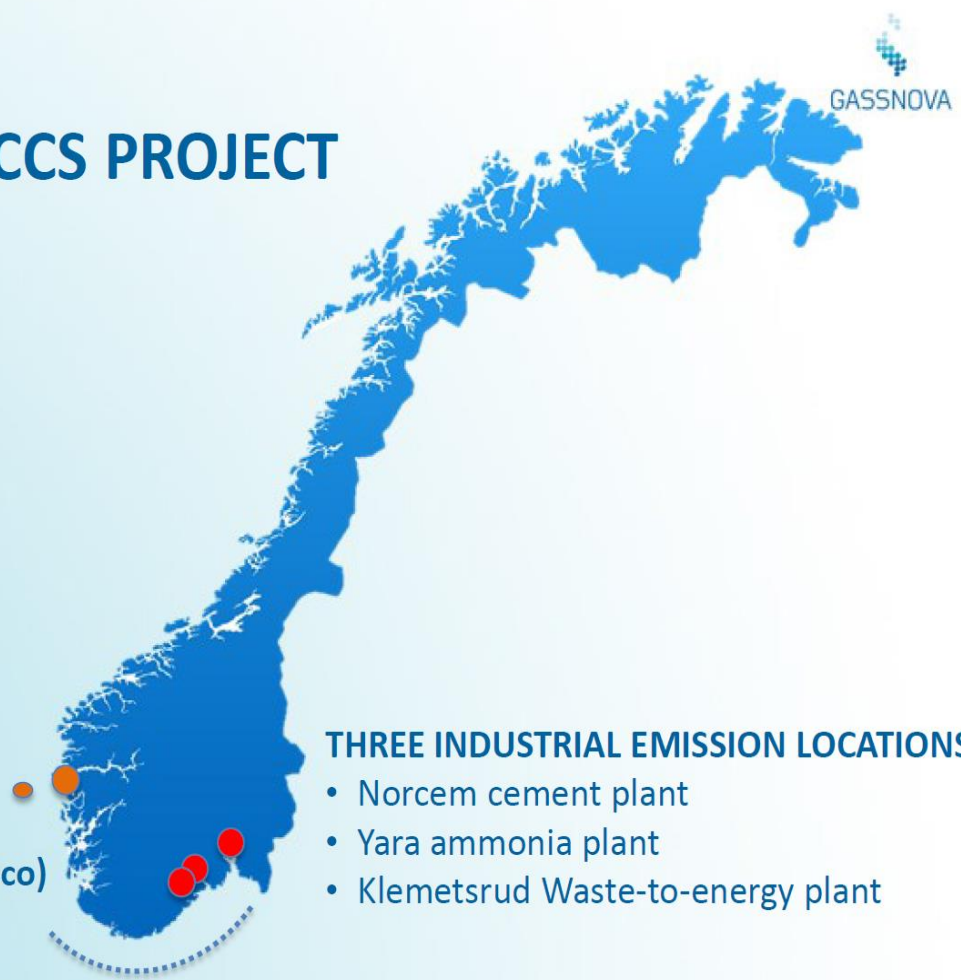 GASSNOVA
CCS PROJECT
THREE INDUSTRIAL EMISSION LOCATIONS
• Norcem cement plant
• Yara ammonia plant
• Klemetsrud Waste-to-energy plant
co)